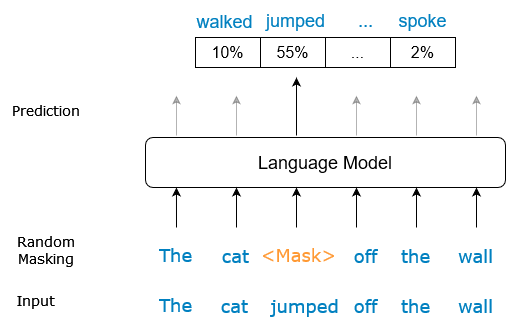 walked jumped ... spoke
10% 55% ... 2%
Prediction
Language Model
Random
Masking
The cat <Mask> off the wall
Input The cat jumped off the wall